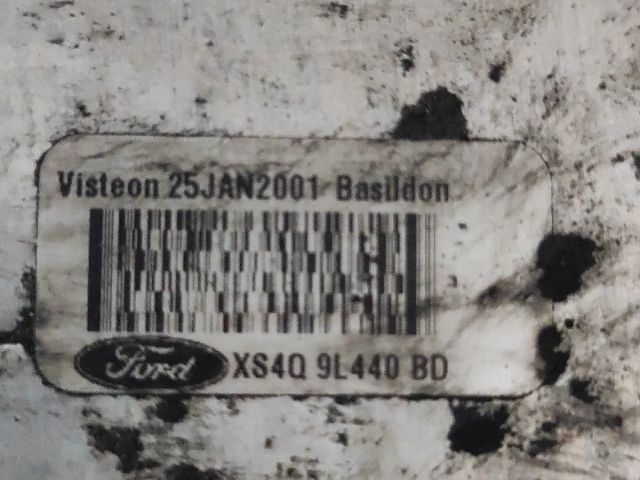 Visteon 25JAN2001 Basildon
Ford XS4Q 9L440 BD